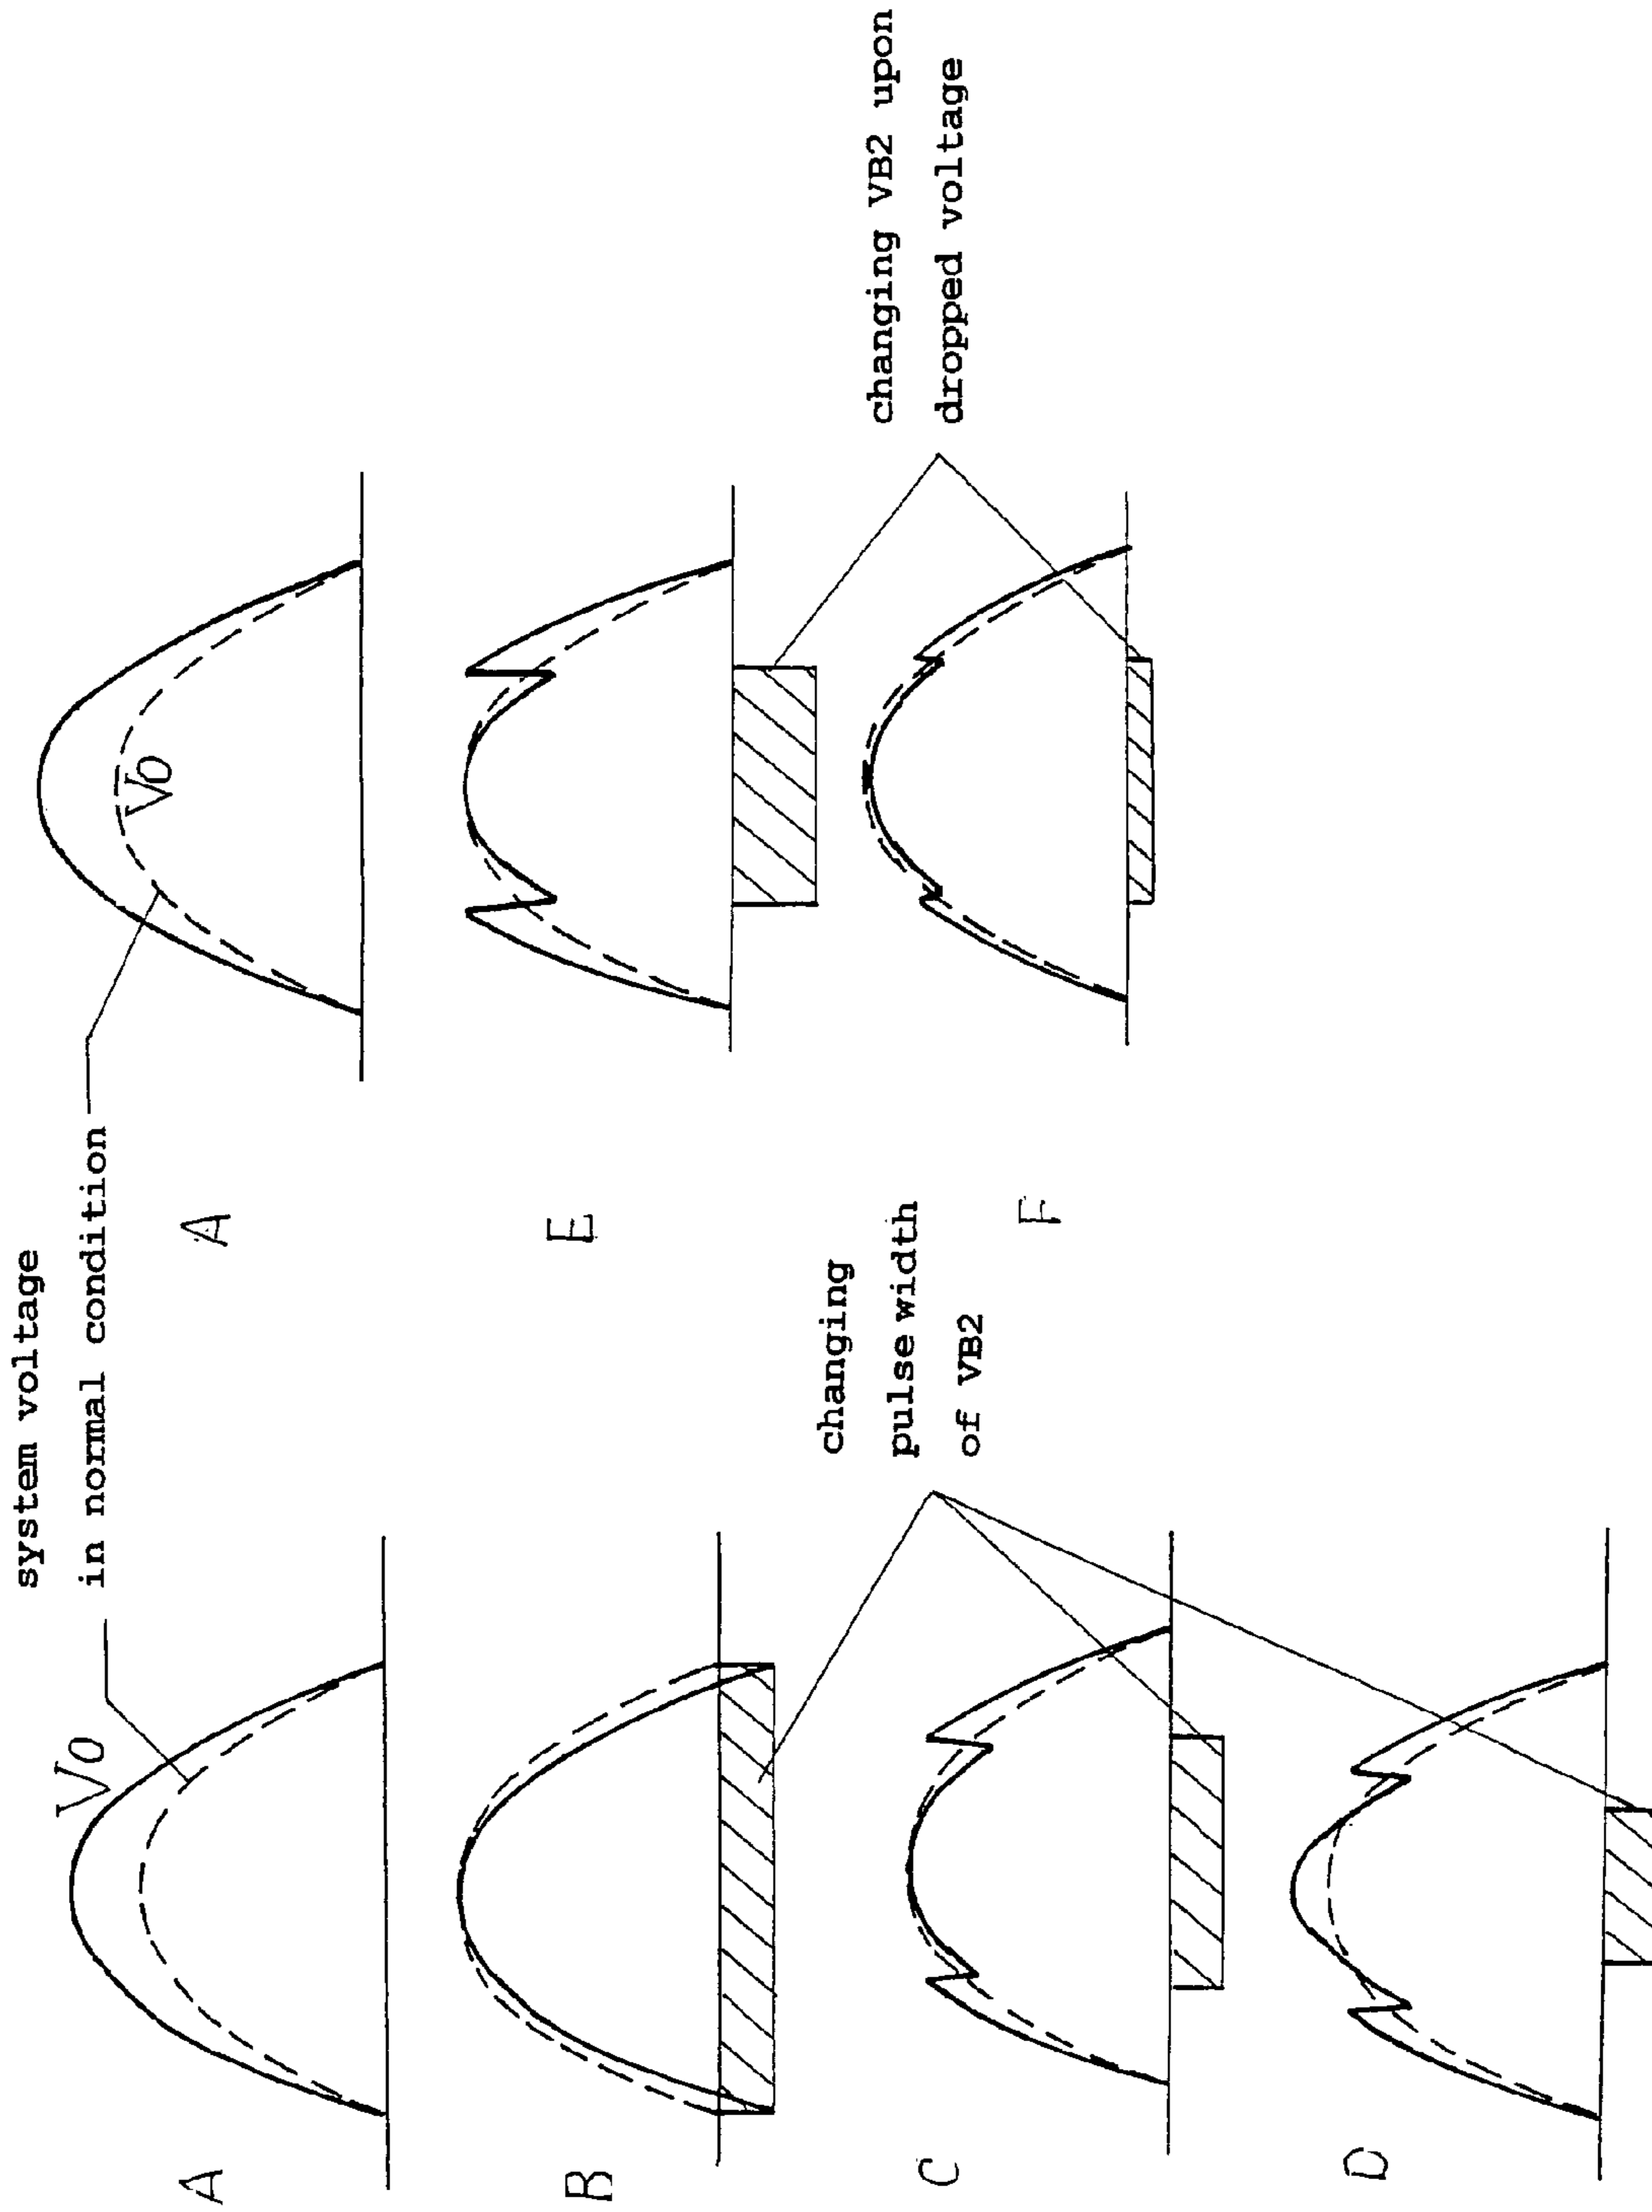 system voltage
in normal condition
V0
V0
A
B
C
D
changing
pulse width
of VB2
A
E
F
changing VB2 upon
dropped voltage